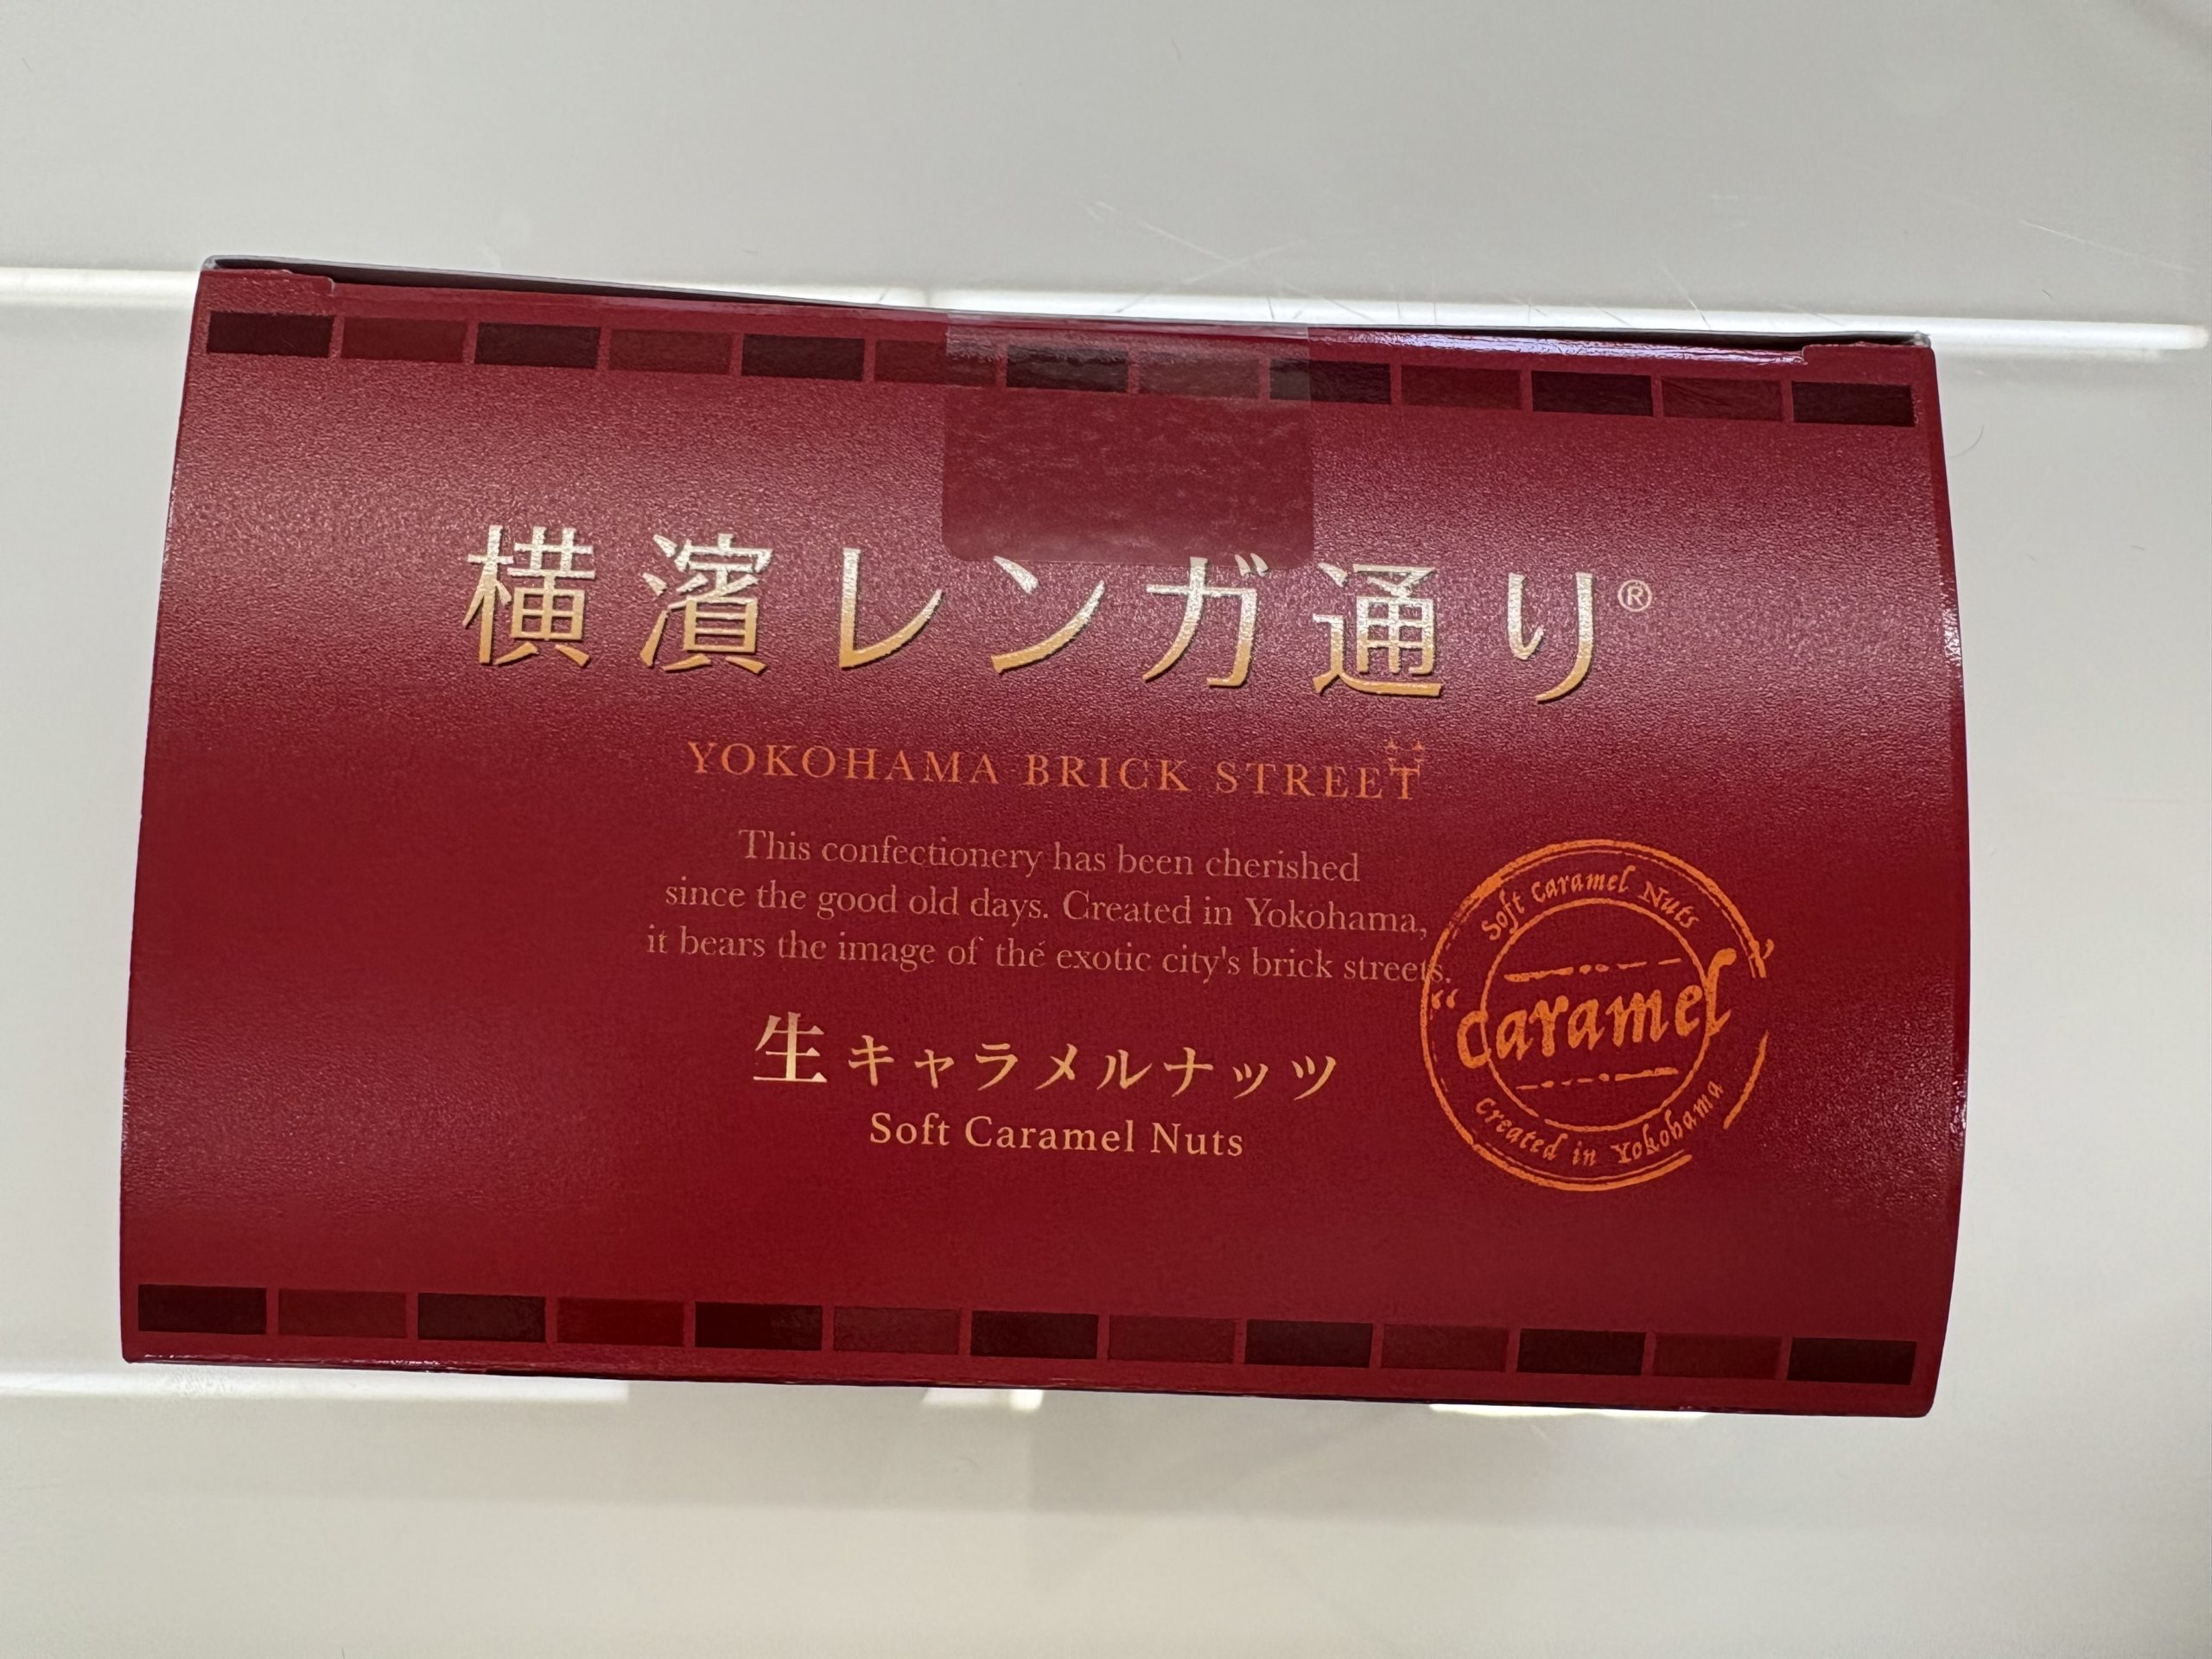 横濱レンガ通り®
YOKOHAMA BRICK STREET
This confectionery has been cherished
since the good old days. Created in Yokohama,
it bears the image of the exotic city's brick streets.
生キャラメルナッツ
Soft Caramel Nuts
Soft Caramel Nuts
“caramel”
Created in Yokohama